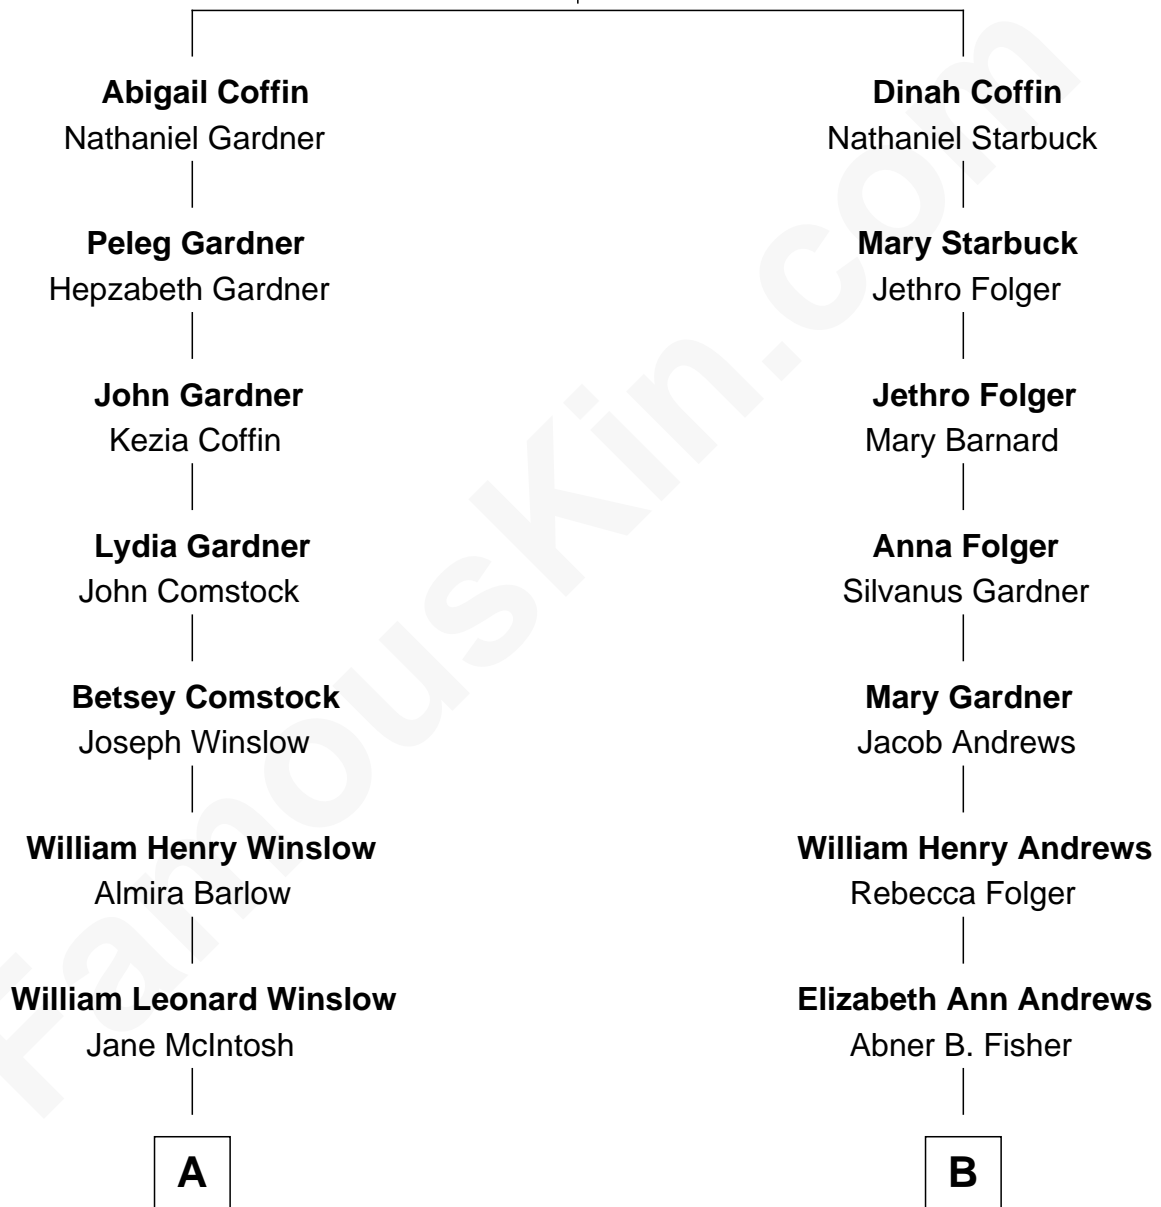 Abigail Coffin
Nathaniel Gardner
Peleg Gardner
Hepzabeth Gardner
John Gardner
Kezia Coffin
Lydia Gardner
John Comstock
Betsey Comstock
Joseph Winslow
William Henry Winslow
Almira Barlow
William Leonard Winslow
Jane McIntosh
A
Dinah Coffin
Nathaniel Starbuck
Mary Starbuck
Jethro Folger
Jethro Folger
Mary Barnard
Anna Folger
Silvanus Gardner
Mary Gardner
Jacob Andrews
William Henry Andrews
Rebecca Folger
Elizabeth Ann Andrews
Abner B. Fisher
B
FamousKin.com